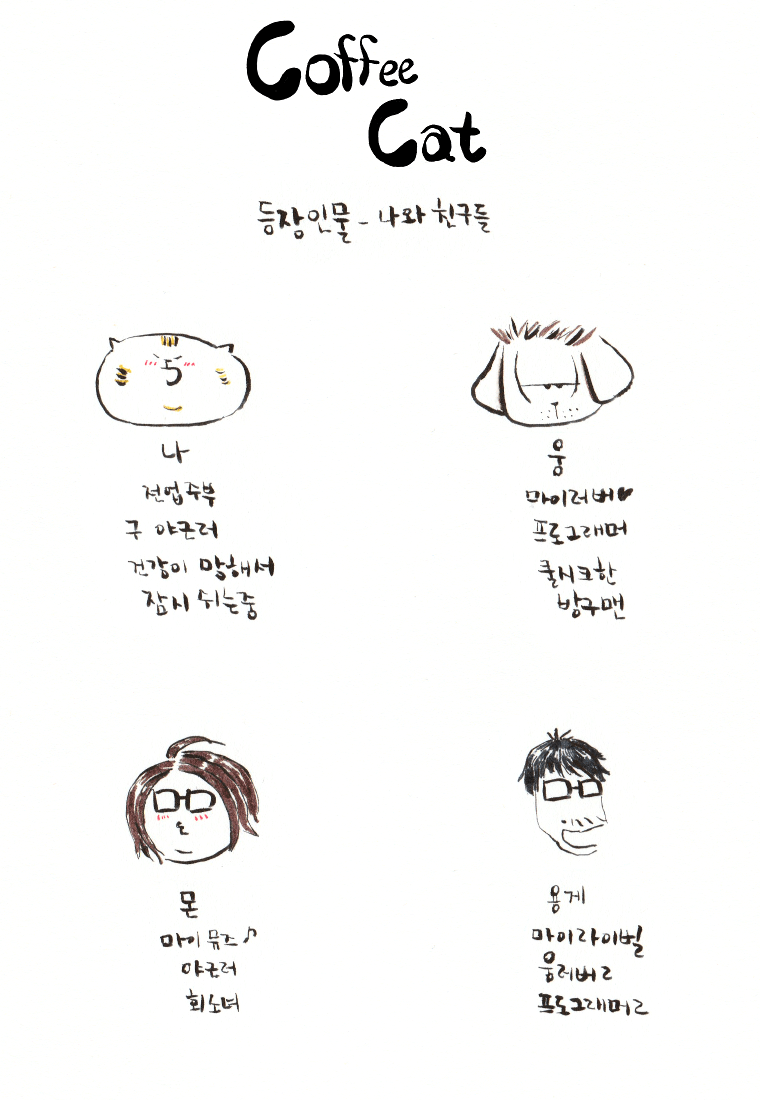 Coffee
Cat
등장인물 - 나와 친구들
나
전업주부
구 야근러
건강이 말해서
잠시 쉬는중
웅
마이러버♥
프로그래머
쿨시크한
방구맨
몬
마이 뮤즈♪
야근러
회소녀
용게
마이라이벌
웅러버2
프로그래머2